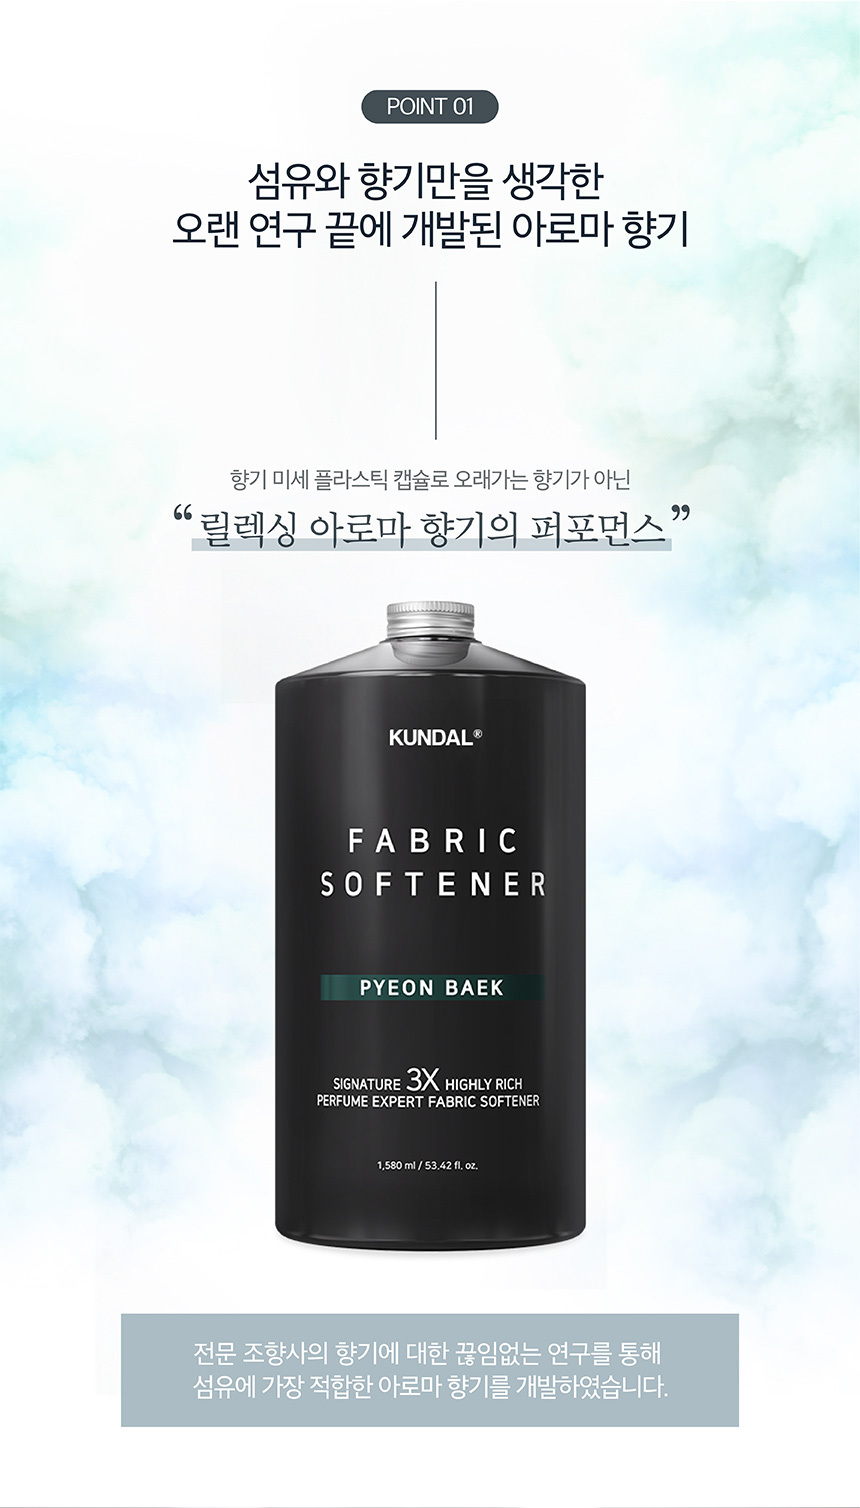 POINT 01
섬유와 향기만을 생각한
오랜 연구 끝에 개발된 아로마 향기
향기 미세 플라스틱 캡슐로 오래가는 향기가 아닌
“릴렉싱 아로마 향기의 퍼포먼스”
KUNDAL®
FABRIC
SOFTENER
PYEON BAEK
SIGNATURE 3X HIGHLY RICH
PERFUME EXPERT FABRIC SOFTENER
1,580 ml / 53.42 fl. oz.
전문 조향사의 향기에 대한 끊임없는 연구를 통해
섬유에 가장 적합한 아로마 향기를 개발하였습니다.